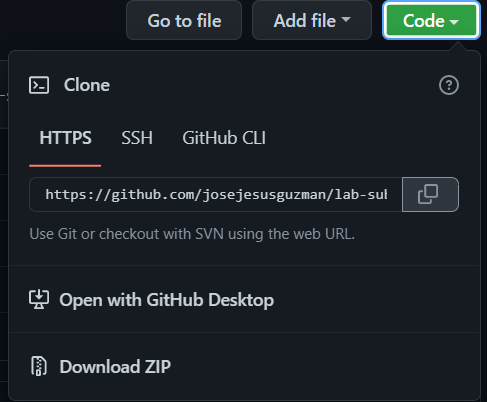 Go to file Add file Code
Clone
HTTPS SSH GitHub CLI
https://github.com/josejesusguzman/lab-sub
Use Git or checkout with SVN using the web URL.
Open with GitHub Desktop
Download ZIP